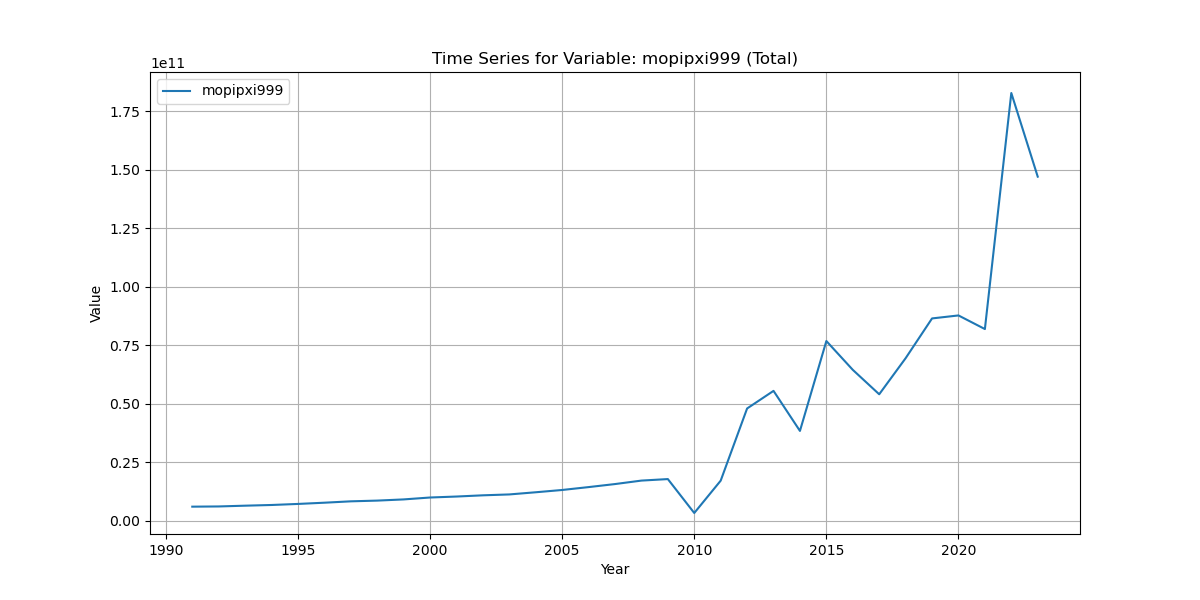 Time Series for Variable: mopipxi999 (Total)
1e11
mopipxi999
1.75
1.50
1.25
1.00
0.75
0.50
0.25
0.00
Value
1990 1995 2000 2005 2010 2015 2020
Year